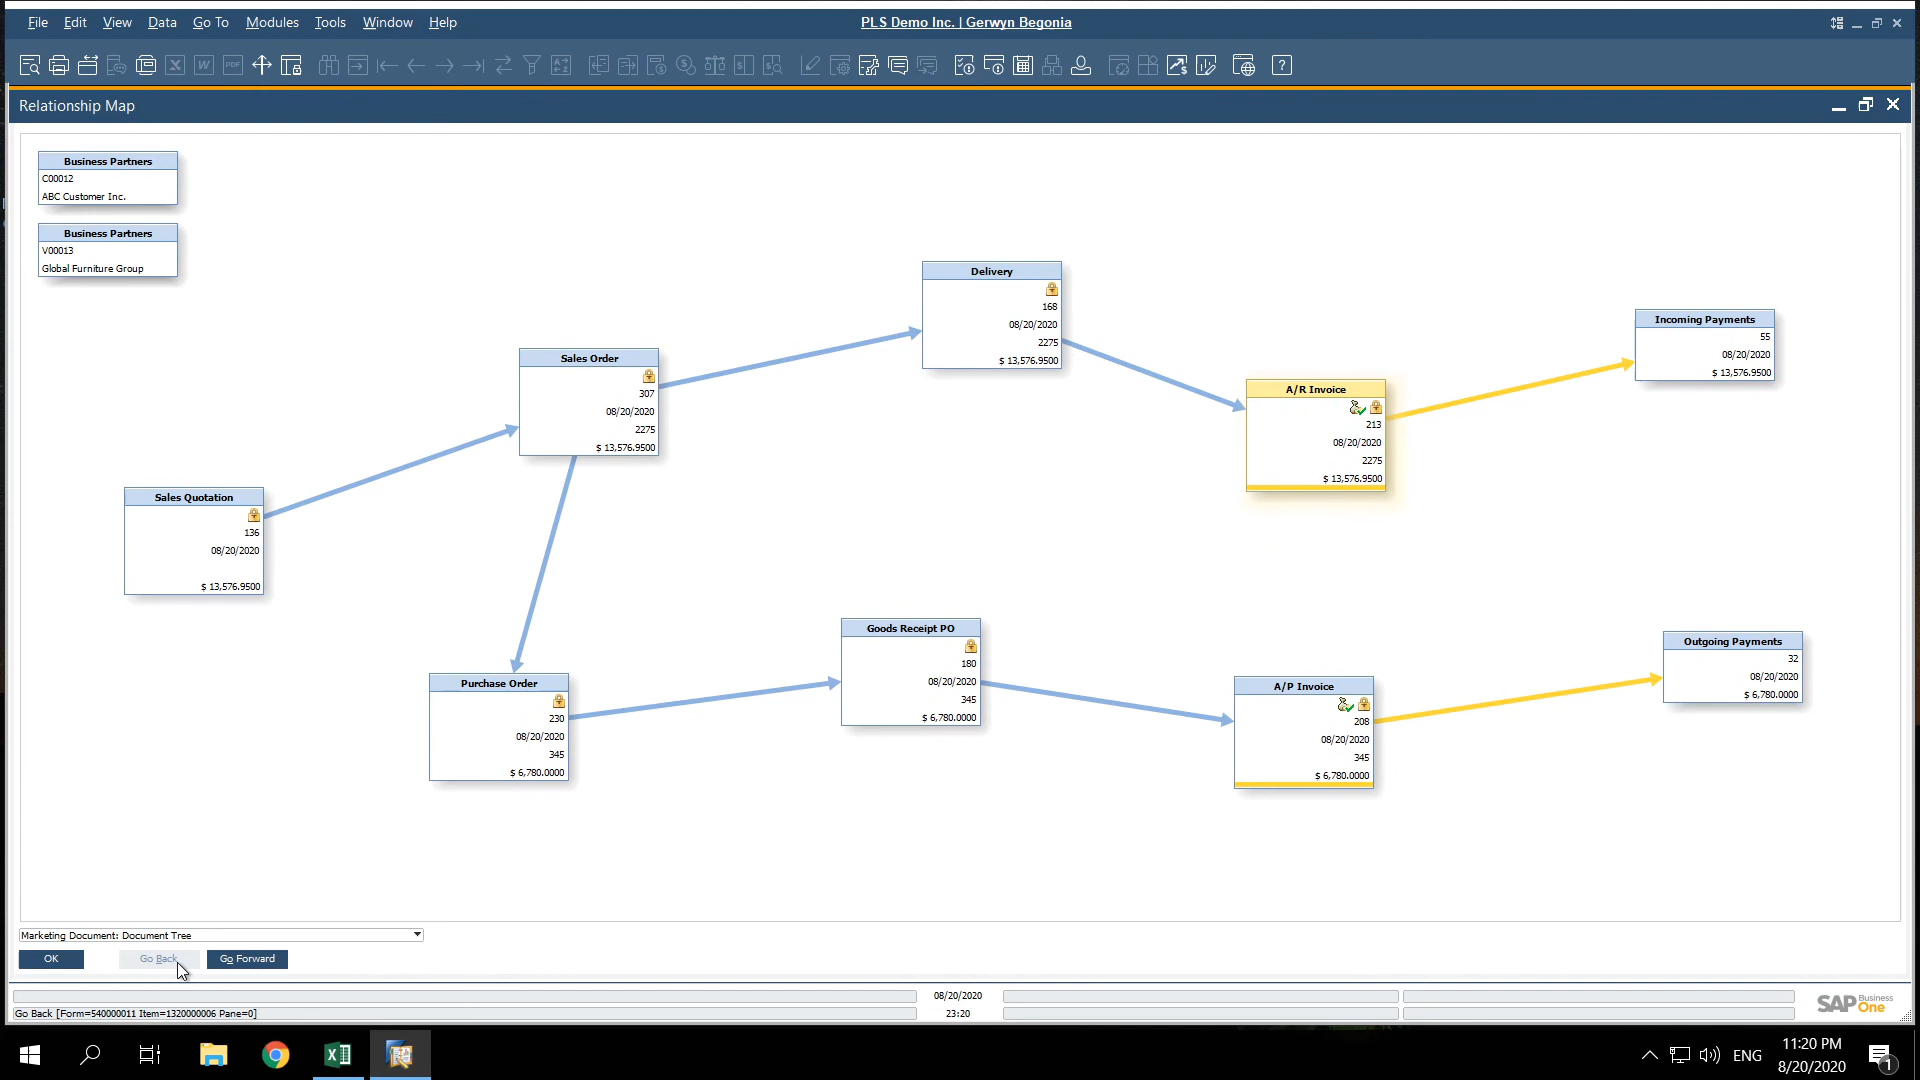 File Edit View Data Go To Modules Tools Window Help
PLS Demo Inc. | Gerwyn Begonia
Relationship Map
Business Partners
C00012
ABC Customer Inc.
Business Partners
V00013
Global Furniture Group
Delivery
168
08/20/2020
2275
$ 13,576.9500
Incoming Payments
55
08/20/2020
$ 13,576.9500
Sales Order
307
08/20/2020
2275
$ 13,576.9500
A/R Invoice
213
08/20/2020
2275
$ 13,576.9500
Sales Quotation
136
08/20/2020
$ 13,576.9500
Goods Receipt PO
180
08/20/2020
345
$ 6,780.0000
Outgoing Payments
32
08/20/2020
$ 6,780.0000
Purchase Order
230
08/20/2020
345
$ 6,780.0000
A/P Invoice
208
08/20/2020
345
$ 6,780.0000
Marketing Document: Document Tree
OK Go Back Go Forward
08/20/2020
Go Back [Form=540000011 Item=1320000006 Pane=0] 23:20
SAP Business One
ENG
11:20 PM
8/20/2020
1